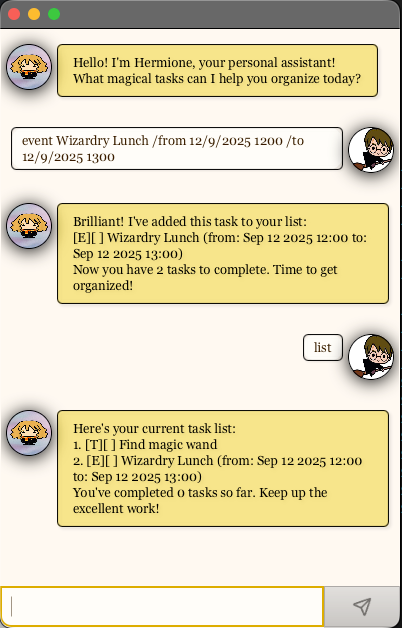 Hello! I'm Hermione, your personal assistant!
What magical tasks can I help you organize today?
event Wizardry Lunch /from 12/9/2025 1200 /to
12/9/2025 1300
Brilliant! I've added this task to your list:
[E][ ] Wizardry Lunch (from: Sep 12 2025 12:00 to:
Sep 12 2025 13:00)
Now you have 2 tasks to complete. Time to get
organized!
list
Here's your current task list:
1. [T][ ] Find magic wand
2. [E][ ] Wizardry Lunch (from: Sep 12 2025 12:00
to: Sep 12 2025 13:00)
You've completed 0 tasks so far. Keep up the
excellent work!